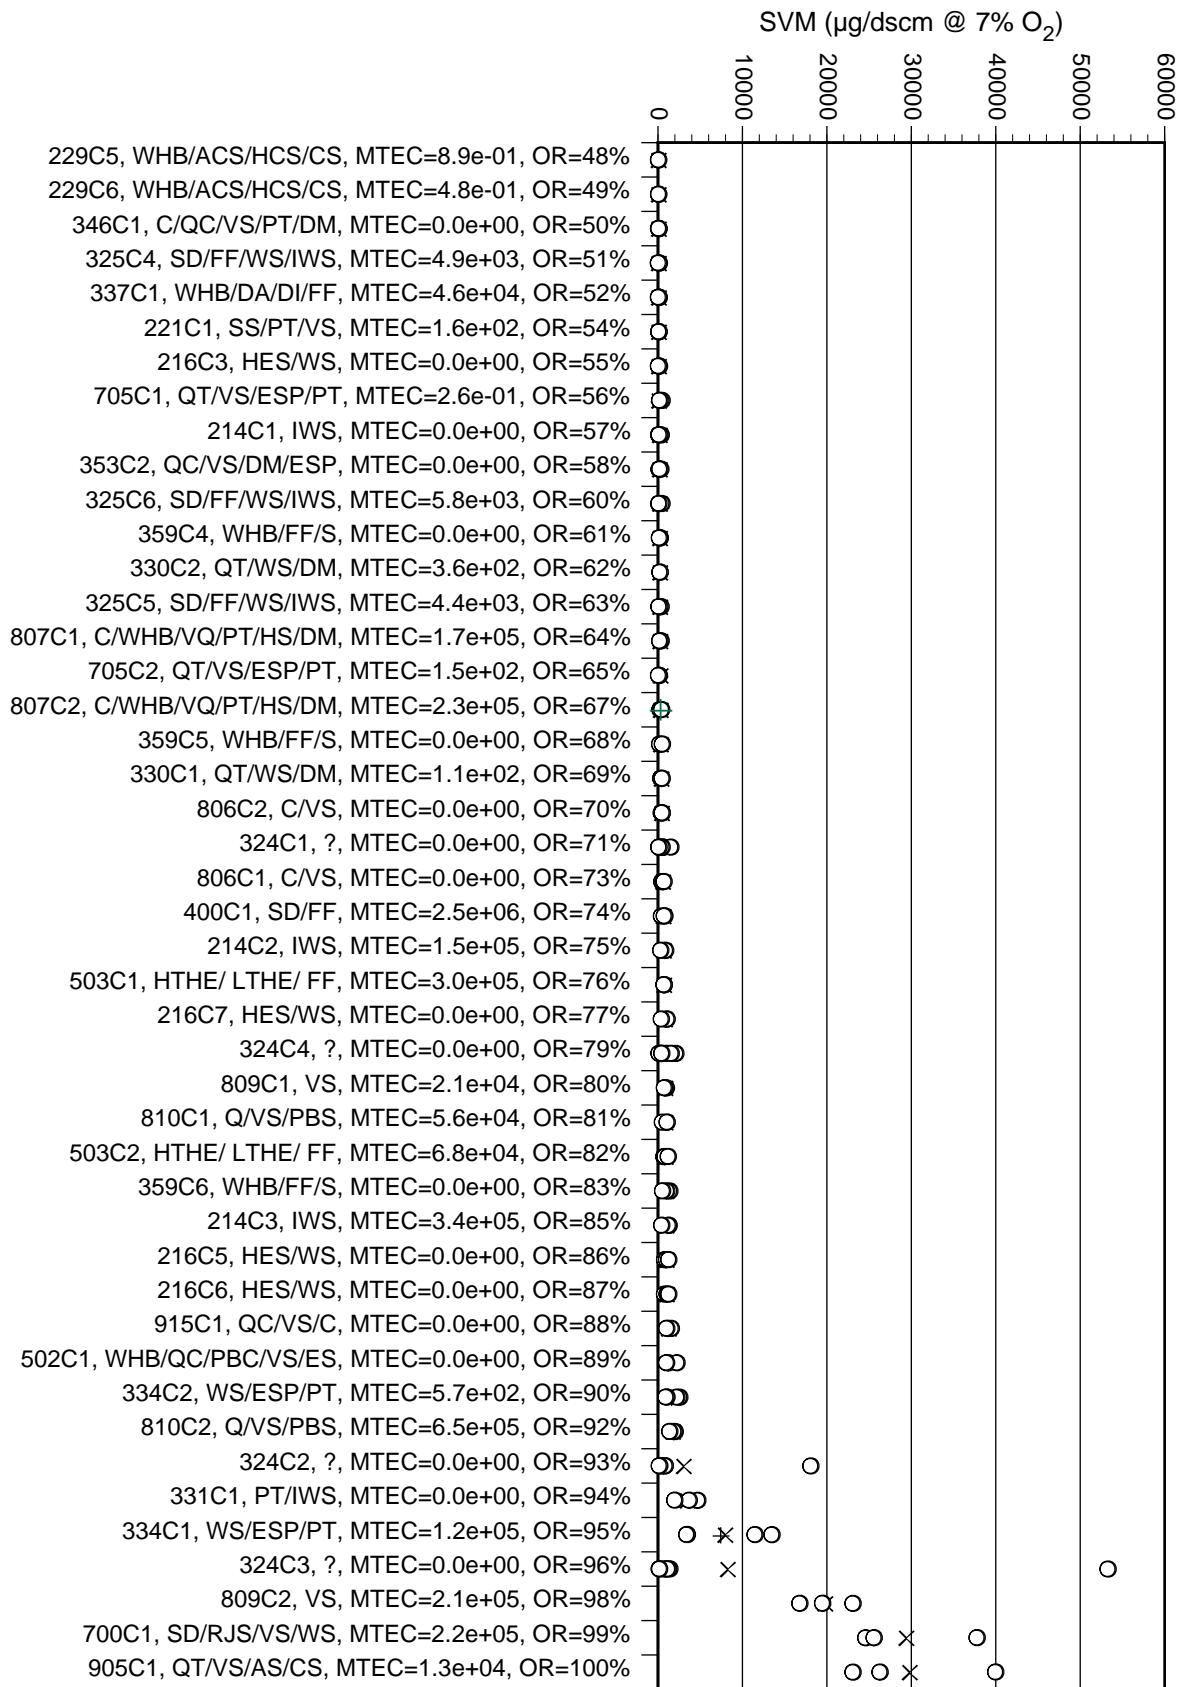 SVM (µg/dscm @ 7% O2)
0
10000
20000
30000
40000
50000
60000
229C5, WHB/ACS/HCS/CS, MTEC=8.9e-01, OR=48%
229C6, WHB/ACS/HCS/CS, MTEC=4.8e-01, OR=49%
346C1, C/QC/VS/PT/DM, MTEC=0.0e+00, OR=50%
325C4, SD/FF/WS/IWS, MTEC=4.9e+03, OR=51%
337C1, WHB/DA/DI/FF, MTEC=4.6e+04, OR=52%
221C1, SS/PT/VS, MTEC=1.6e+02, OR=54%
216C3, HES/WS, MTEC=0.0e+00, OR=55%
705C1, QT/VS/ESP/PT, MTEC=2.6e-01, OR=56%
214C1, IWS, MTEC=0.0e+00, OR=57%
353C2, QC/VS/DM/ESP, MTEC=0.0e+00, OR=58%
325C6, SD/FF/WS/IWS, MTEC=5.8e+03, OR=60%
359C4, WHB/FF/S, MTEC=0.0e+00, OR=61%
330C2, QT/WS/DM, MTEC=3.6e+02, OR=62%
325C5, SD/FF/WS/IWS, MTEC=4.4e+03, OR=63%
807C1, C/WHB/VQ/PT/HS/DM, MTEC=1.7e+05, OR=64%
705C2, QT/VS/ESP/PT, MTEC=1.5e+02, OR=65%
807C2, C/WHB/VQ/PT/HS/DM, MTEC=2.3e+05, OR=67%
359C5, WHB/FF/S, MTEC=0.0e+00, OR=68%
330C1, QT/WS/DM, MTEC=1.1e+02, OR=69%
806C2, C/VS, MTEC=0.0e+00, OR=70%
324C1, ?, MTEC=0.0e+00, OR=71%
806C1, C/VS, MTEC=0.0e+00, OR=73%
400C1, SD/FF, MTEC=2.5e+06, OR=74%
214C2, IWS, MTEC=1.5e+05, OR=75%
503C1, HTHE/ LTHE/ FF, MTEC=3.0e+05, OR=76%
216C7, HES/WS, MTEC=0.0e+00, OR=77%
324C4, ?, MTEC=0.0e+00, OR=79%
809C1, VS, MTEC=2.1e+04, OR=80%
810C1, Q/VS/PBS, MTEC=5.6e+04, OR=81%
503C2, HTHE/ LTHE/ FF, MTEC=6.8e+04, OR=82%
359C6, WHB/FF/S, MTEC=0.0e+00, OR=83%
214C3, IWS, MTEC=3.4e+05, OR=85%
216C5, HES/WS, MTEC=0.0e+00, OR=86%
216C6, HES/WS, MTEC=0.0e+00, OR=87%
915C1, QC/VS/C, MTEC=0.0e+00, OR=88%
502C1, WHB/QC/PBC/VS/ES, MTEC=0.0e+00, OR=89%
334C2, WS/ESP/PT, MTEC=5.7e+02, OR=90%
810C2, Q/VS/PBS, MTEC=6.5e+05, OR=92%
324C2, ?, MTEC=0.0e+00, OR=93%
331C1, PT/IWS, MTEC=0.0e+00, OR=94%
334C1, WS/ESP/PT, MTEC=1.2e+05, OR=95%
324C3, ?, MTEC=0.0e+00, OR=96%
809C2, VS, MTEC=2.1e+05, OR=98%
700C1, SD/RJS/VS/WS, MTEC=2.2e+05, OR=99%
905C1, QT/VS/AS/CS, MTEC=1.3e+04, OR=100%